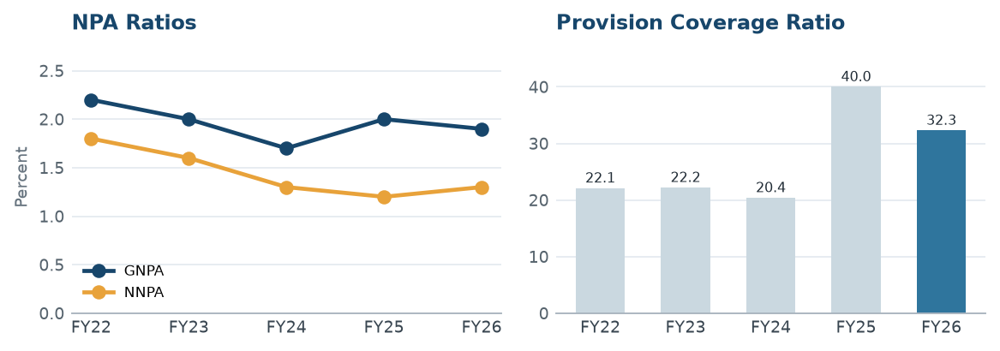 NPA Ratios
Percent
2.5
2.0
1.5
1.0
0.5
0.0
GNPA
NNPA
FY22 FY23 FY24 FY25 FY26
Provision Coverage Ratio
40
30
20
10
0
22.1
22.2
20.4
40.0
32.3
FY22 FY23 FY24 FY25 FY26